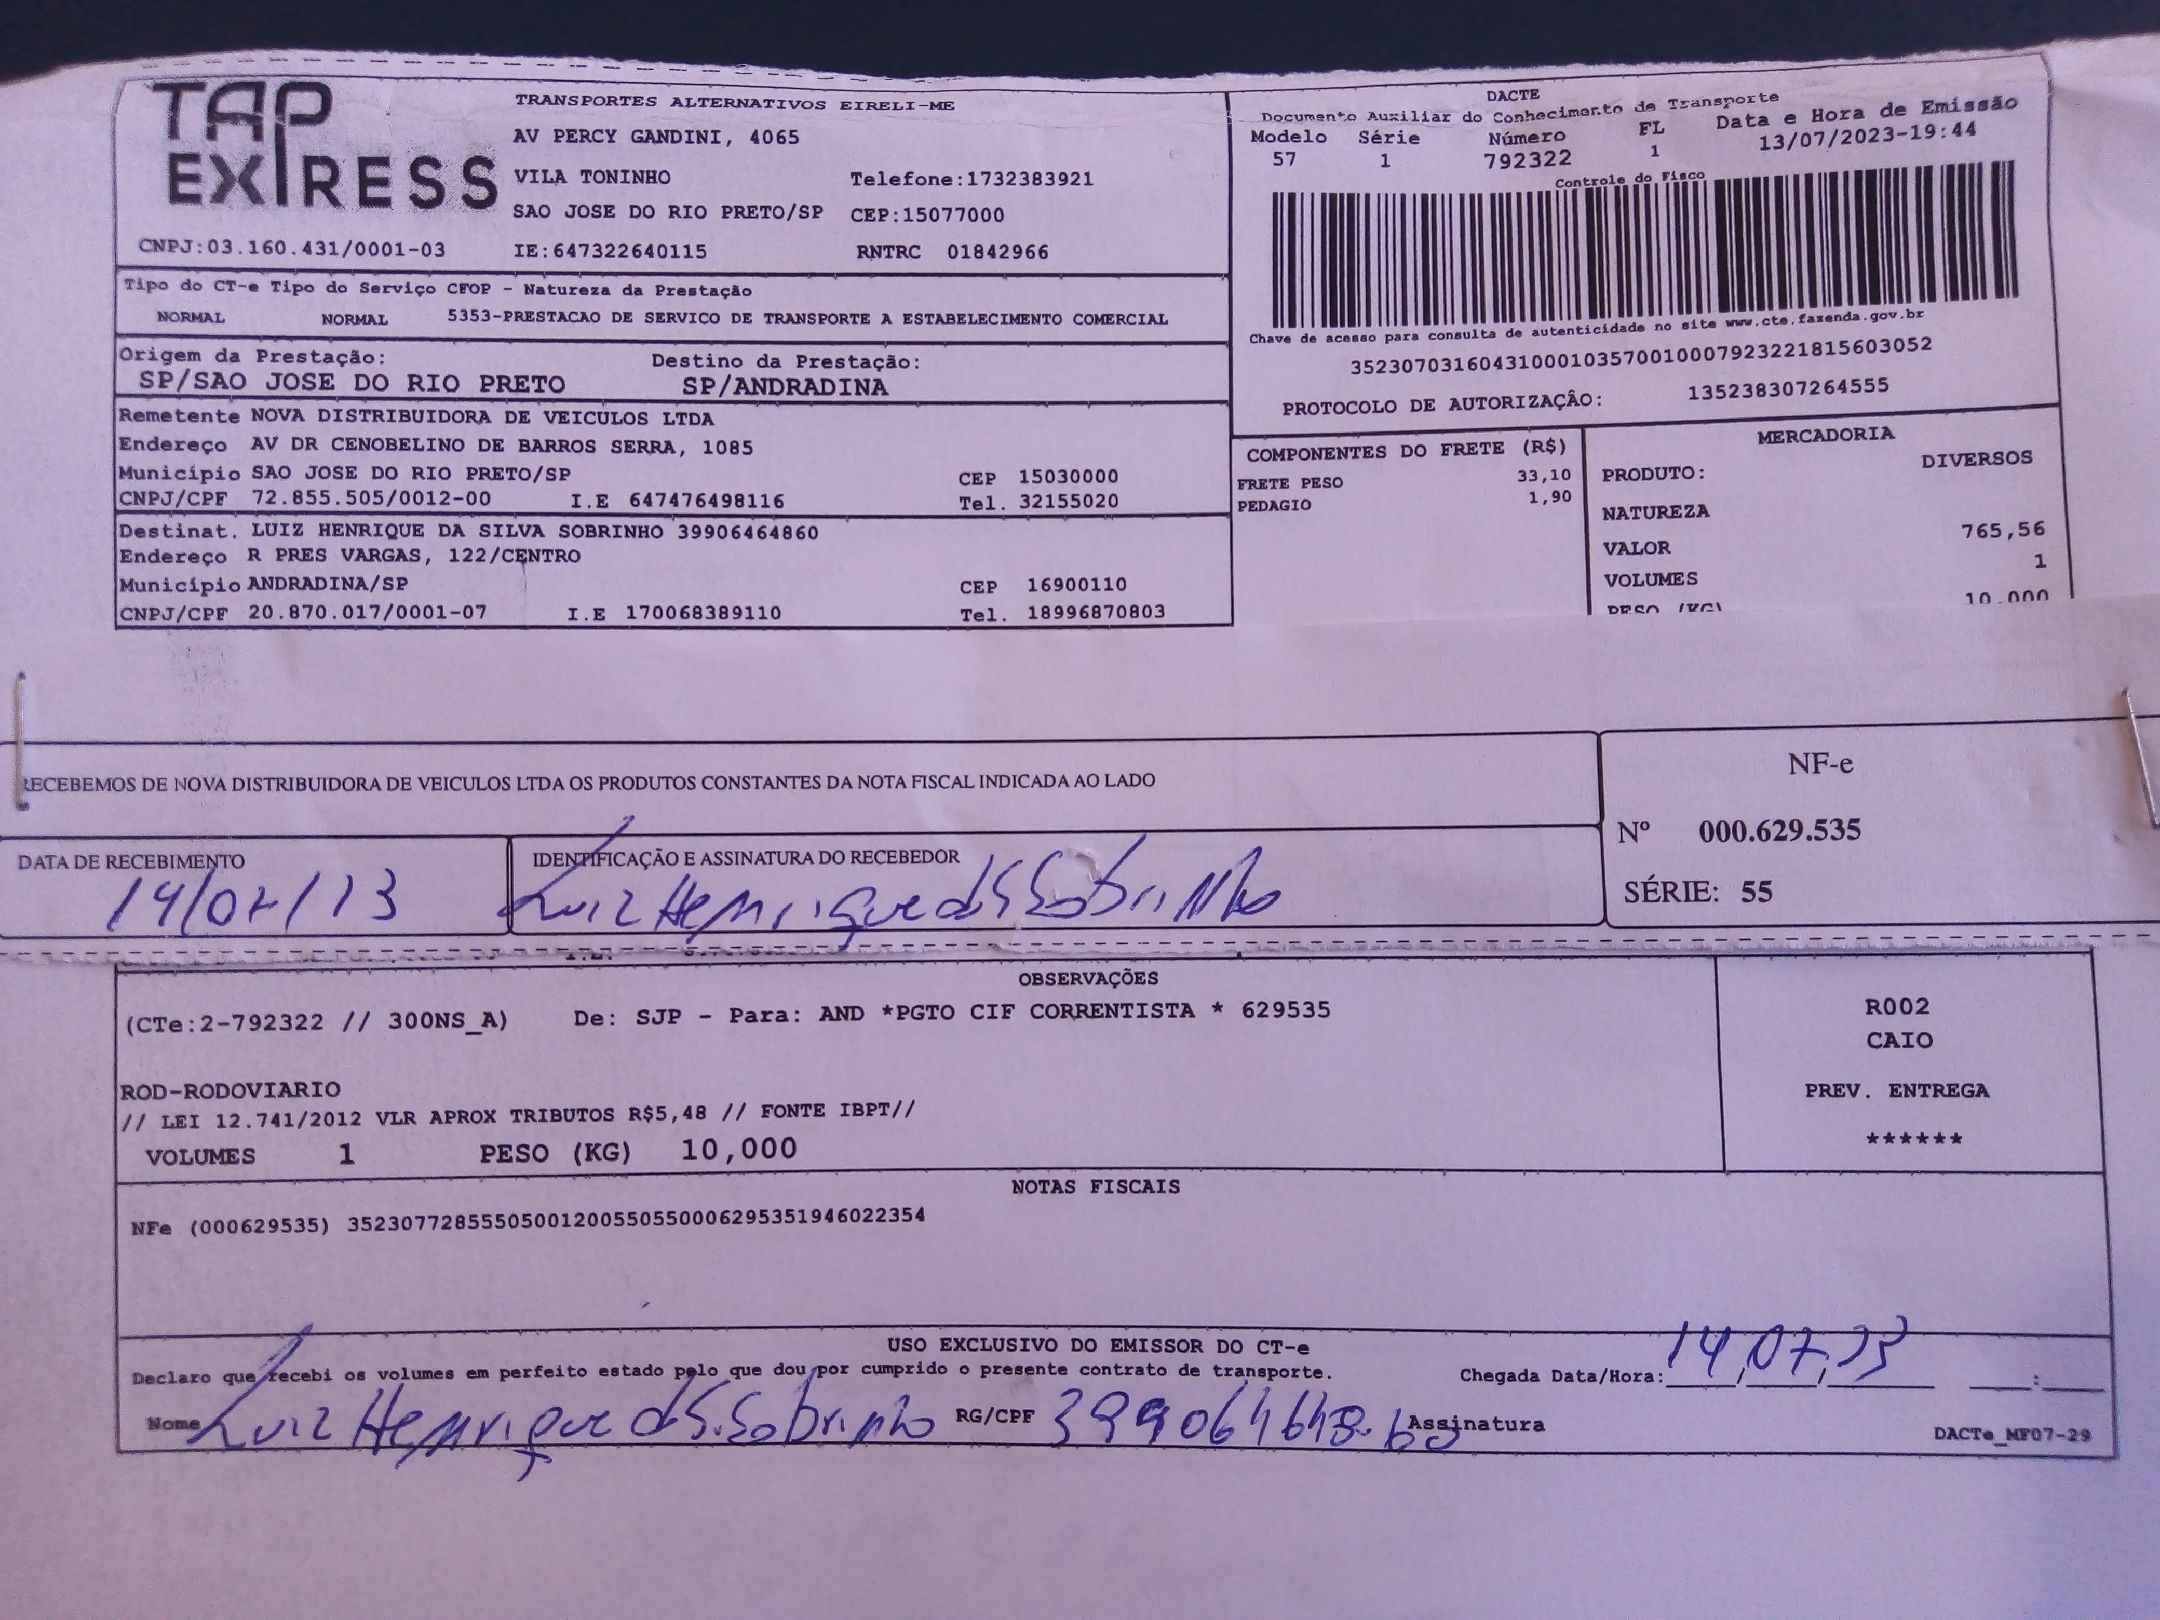 TAP EXPRESS
TRANSPORTES ALTERNATIVOS EIRELI-ME
AV PERCY GANDINI, 4065
VILA TONINHO Telefone:1732383921
SAO JOSE DO RIO PRETO/SP CEP:15077000
CNPJ:03.160.431/0001-03 IE:647322640115 RNTRC 01842966
DACTE
Documento Auxiliar do Conhecimento de Transporte
Modelo Série Número FL Data e Hora de Emissão
57 1 792322 1 13/07/2023-19:44
Controle do Fisco
Chave de acesso para consulta de autenticidade no site www.cte.fazenda.gov.br
35230703160431000103570010007923221815603052
PROTOCOLO DE AUTORIZAÇÂO: 135238307264555
Tipo do CT-e Tipo do Serviço CFOP - Natureza da Prestação
NORMAL NORMAL 5353-PRESTACAO DE SERVICO DE TRANSPORTE A ESTABELECIMENTO COMERCIAL
Origem da Prestação: Destino da Prestação:
SP/SAO JOSE DO RIO PRETO SP/ANDRADINA
Remetente NOVA DISTRIBUIDORA DE VEICULOS LTDA
Endereço AV DR CENOBELINO DE BARROS SERRA, 1085
Município SAO JOSE DO RIO PRETO/SP CEP 15030000
CNPJ/CPF 72.855.505/0012-00 I.E 647476498116 Tel. 32155020
Destinat. LUIZ HENRIQUE DA SILVA SOBRINHO 39906464860
Endereço R PRES VARGAS, 122/CENTRO
Município ANDRADINA/SP CEP 16900110
CNPJ/CPF 20.870.017/0001-07 I.E 170068389110 Tel. 18996870803
COMPONENTES DO FRETE (R$)
FRETE PESO 33,10
PEDAGIO 1,90
MERCADORIA
PRODUTO: DIVERSOS
NATUREZA
VALOR 765,56
VOLUMES 1
PESO (KG) 10.000
RECEBEMOS DE NOVA DISTRIBUIDORA DE VEICULOS LTDA OS PRODUTOS CONSTANTES DA NOTA FISCAL INDICADA AO LADO
NF-e
Nº 000.629.535
SÉRIE: 55
DATA DE RECEBIMENTO IDENTIFICAÇÃO E ASSINATURA DO RECEBEDOR
14/07/13 Luiz Henrique d S Sobrinho
OBSERVAÇÕES
(CTe:2-792322 // 300NS_A) De: SJP - Para: AND *PGTO CIF CORRENTISTA * 629535
ROD-RODOVIARIO
// LEI 12.741/2012 VLR APROX TRIBUTOS R$5,48 // FONTE IBPT//
VOLUMES 1 PESO (KG) 10,000
R002
CAIO
PREV. ENTREGA
******
NOTAS FISCAIS
NFe (000629535) 35230772855505001200550550006295351946022354
USO EXCLUSIVO DO EMISSOR DO CT-e
Declaro que recebi os volumes em perfeito estado pelo que dou por cumprido o presente contrato de transporte. Chegada Data/Hora: 14/07/23 :
Nome Luiz Henrique d S. Sobrinho RG/CPF 399064648-60 Assinatura
DACTe_MF07-29